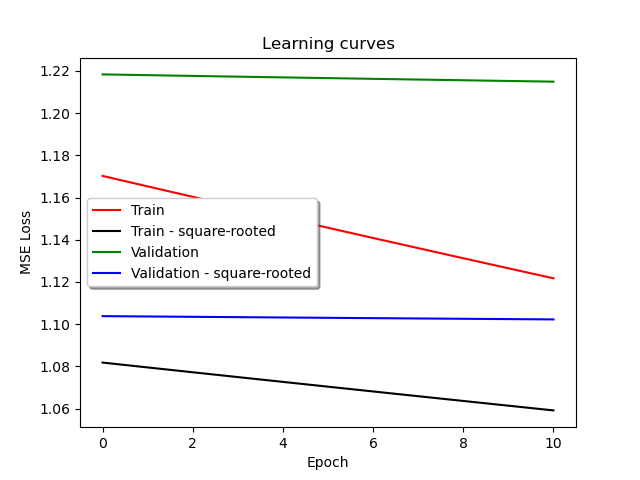 Learning curves
MSE Loss
1.22
1.20
1.18
1.16
1.14
1.12
1.10
1.08
1.06
Train
Train - square-rooted
Validation
Validation - square-rooted
0 2 4 6 8 10
Epoch